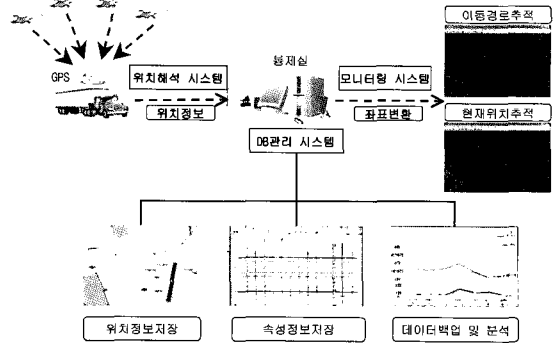 이동경로추적
GPS
위치해석 시스템
위치정보
통제실
모니터링 시스템
좌표변환
현재위치추적
DB관리 시스템
위치정보저장
속성정보저장
데이터백업 및 분석